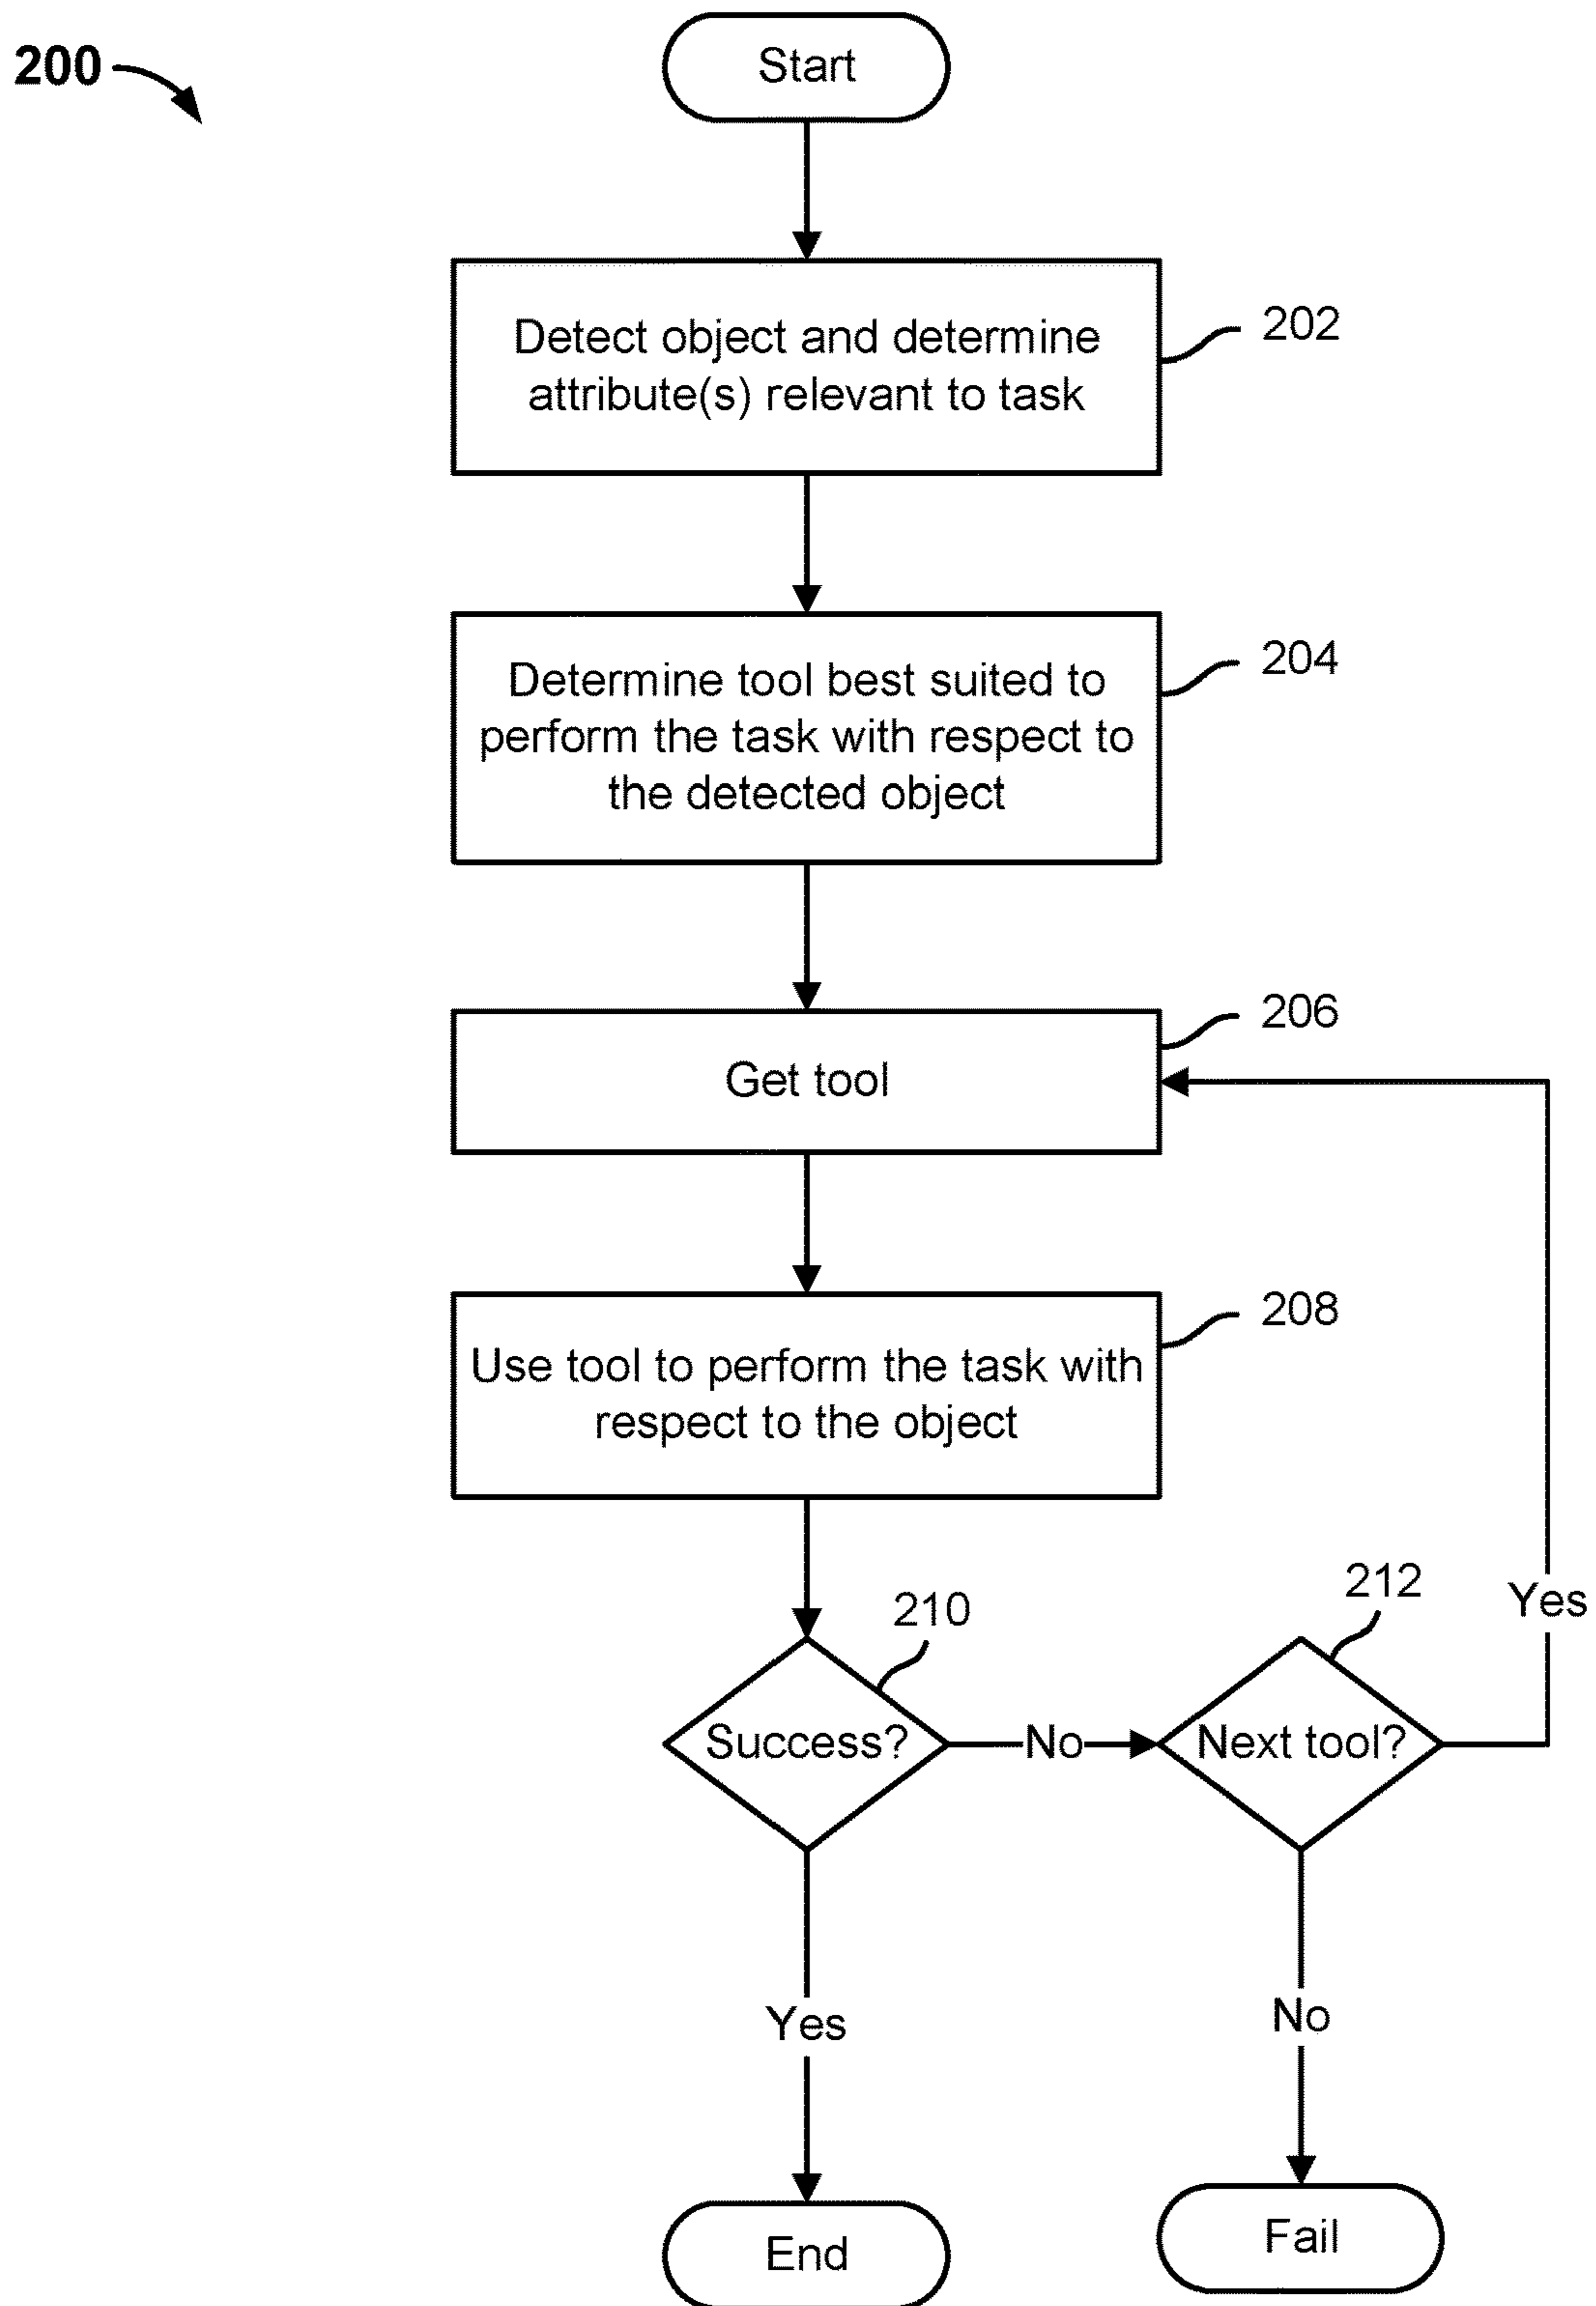 200
Start
Detect object and determine
attribute(s) relevant to task
202
Determine tool best suited to
perform the task with respect to
the detected object
204
Get tool
206
Use tool to perform the task with
respect to the object
208
210
Success?
No
212
Next tool?
Yes
Yes
No
End
Fail